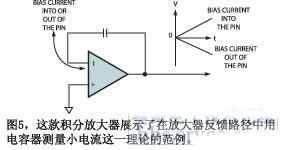 BIAS CURRENT
INTO OR
OUT OF
THE PIN
1
+
V
0
t
BIAS CURRENT
INTO
THE PIN
BIAS CURRENT
OUT OF
THE PIN
图5，这款积分放大器展示了在放大器反馈路径中用
电容器测量小电流这一理论的范例。